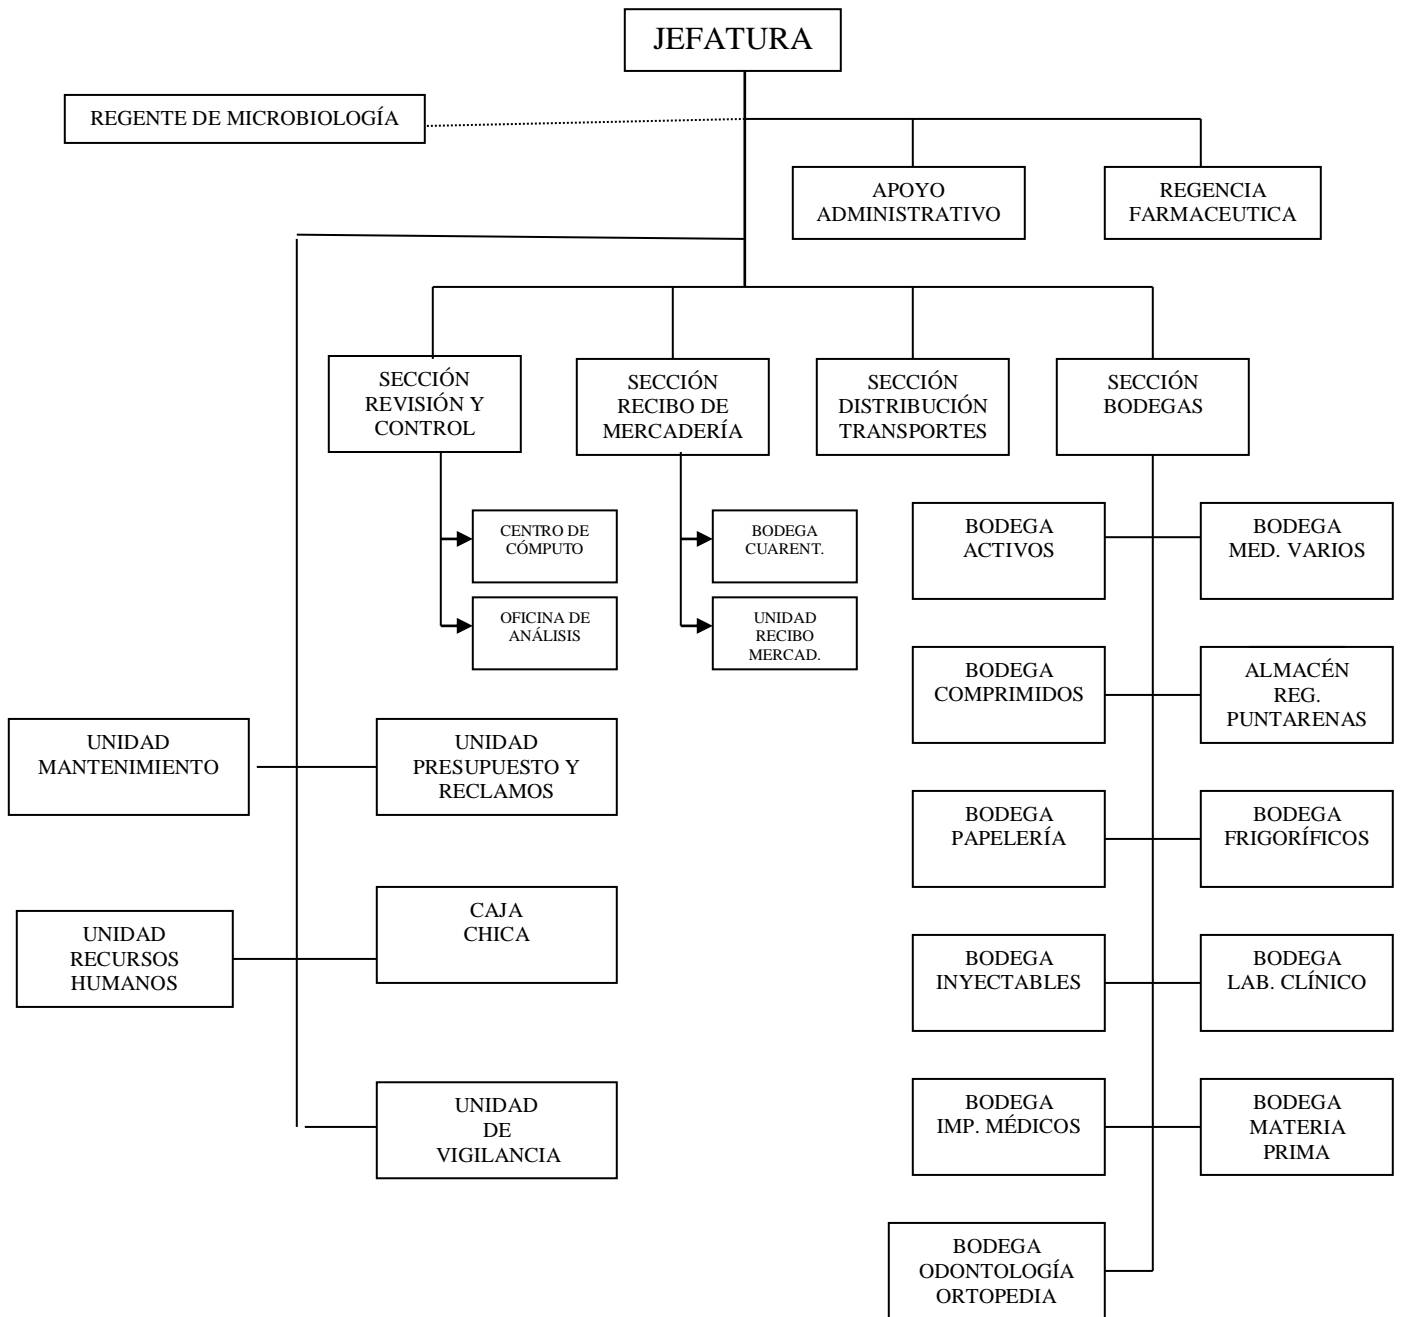 JEFATURA
REGENTE DE MICROBIOLOGÍA
APOYO
ADMINISTRATIVO
REGENCIA
FARMACEUTICA
SECCIÓN
REVISIÓN Y
CONTROL
SECCIÓN
RECIBO DE
MERCADERÍA
SECCIÓN
DISTRIBUCIÓN
TRANSPORTES
SECCIÓN
BODEGAS
CENTRO DE
CÓMPUTO
BODEGA
CUARENT.
OFICINA DE
ANÁLISIS
UNIDAD
RECIBO
MERCAD.
BODEGA
ACTIVOS
BODEGA
MED. VARIOS
BODEGA
COMPRIMIDOS
ALMACÉN
REG.
PUNTARENAS
UNIDAD
MANTENIMIENTO
UNIDAD
PRESUPUESTO Y
RECLAMOS
BODEGA
PAPELERÍA
BODEGA
FRIGORÍFICOS
UNIDAD
RECURSOS
HUMANOS
CAJA
CHICA
BODEGA
INYECTABLES
BODEGA
LAB. CLÍNICO
UNIDAD
DE
VIGILANCIA
BODEGA
IMP. MÉDICOS
BODEGA
MATERIA
PRIMA
BODEGA
ODONTOLOGÍA
ORTOPEDIA